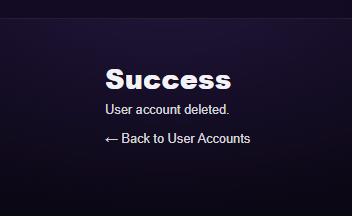 Success
User account deleted.
← Back to User Accounts